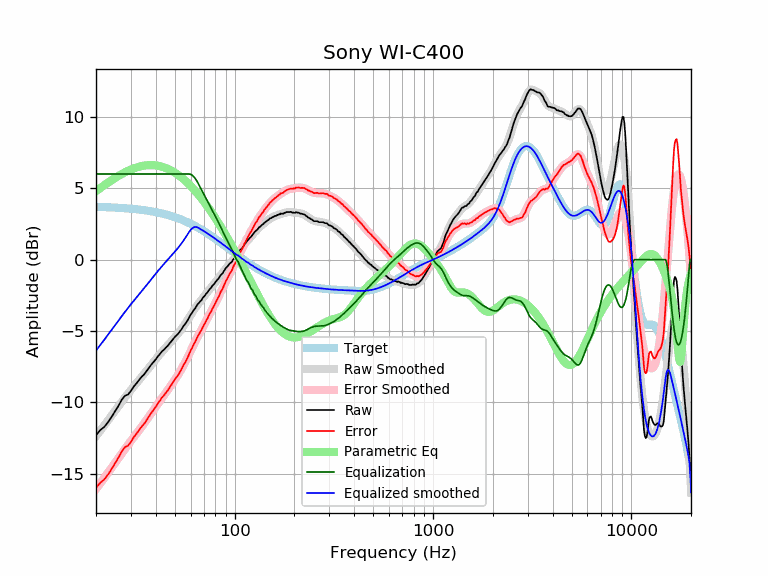 Sony WI-C400
Amplitude (dBr)
10
5
0
−5
−10
−15
Target
Raw Smoothed
Error Smoothed
Raw
Error
Parametric Eq
Equalization
Equalized smoothed
100
1000
10000
Frequency (Hz)